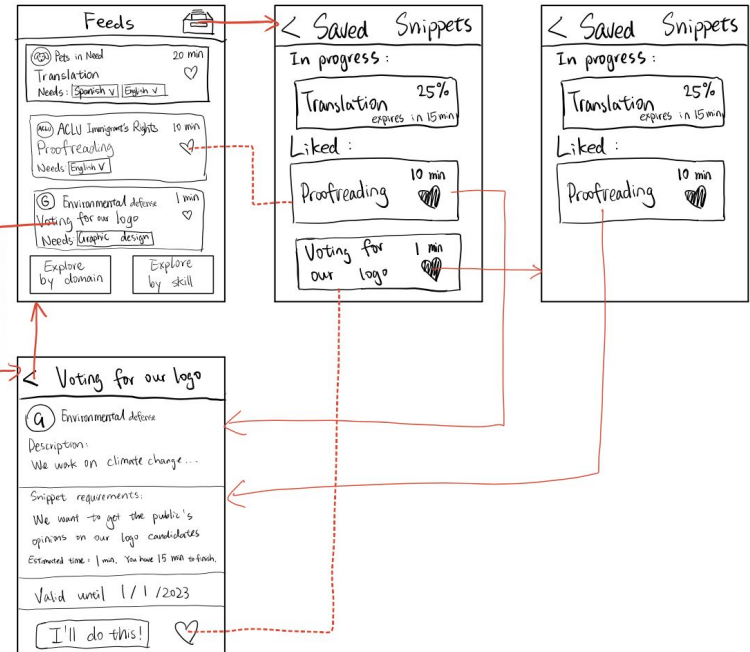 Feeds
Pets in Need 20 min
Translation
Needs: Spanish V English V
ACLU ACLU Immigrant's Rights 10 min
Proofreading
Needs: English V
G Environmental defense 1 min
Voting for our logo
Needs: Graphic design
Explore by domain
Explore by skill
< Saved Snippets
In progress:
Translation 25%
expires in 15 min
Liked:
Proofreading 10 min
Voting for our logo 1 min
< Saved Snippets
In progress:
Translation 25%
expires in 15 min
Liked:
Proofreading 10 min
< Voting for our logo
G Environmental defense
Description:
We work on climate change...
Snippet requirements:
We want to get the public's
opinions on our logo candidates
Estimated time: 1 min. You have 15 min to finish.
Valid until 1/1/2023
I'll do this!